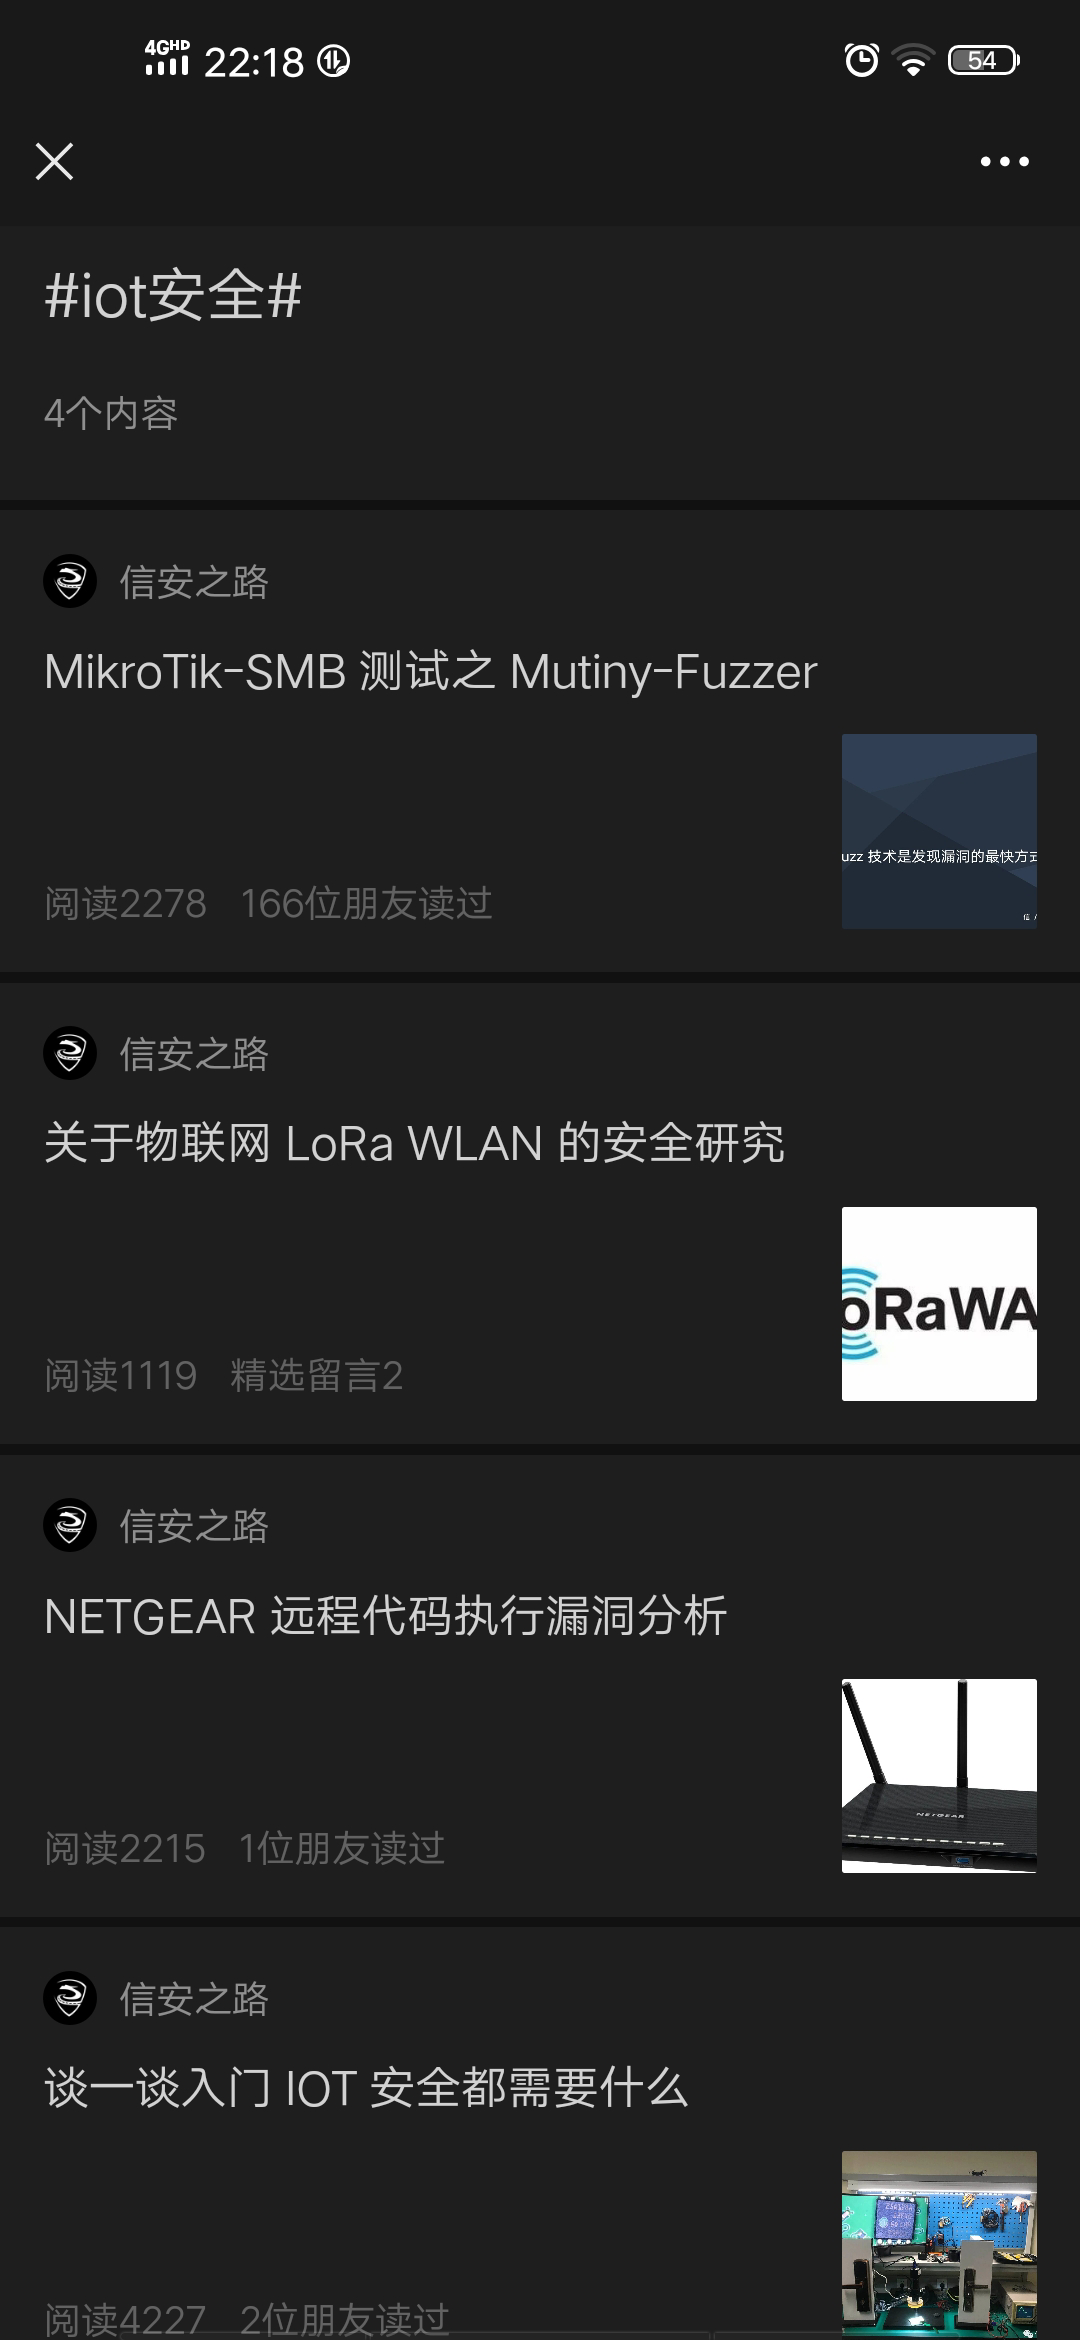 4GHD 22:18 54
#iot安全#
4个内容
信安之路
MikroTik-SMB 测试之 Mutiny-Fuzzer
uzz 技术是发现漏洞的最快方式
阅读2278 166位朋友读过
信安之路
关于物联网 LoRa WLAN 的安全研究
oRaWA
阅读1119 精选留言2
信安之路
NETGEAR 远程代码执行漏洞分析
NETGEAR
阅读2215 1位朋友读过
信安之路
谈一谈入门 IOT 安全都需要什么
阅读4227 2位朋友读过